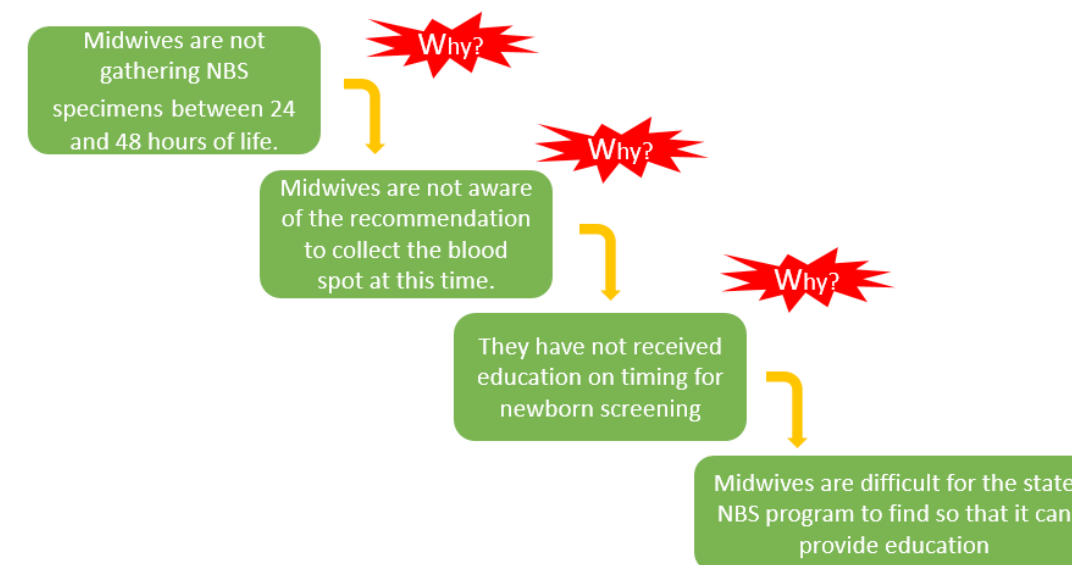 Midwives are not
gathering NBS
specimens between 24
and 48 hours of life.
Why?
Midwives are not aware
of the recommendation
to collect the blood
spot at this time.
Why?
They have not received
education on timing for
newborn screening
Why?
Midwives are difficult for the state
NBS program to find so that it can
provide education